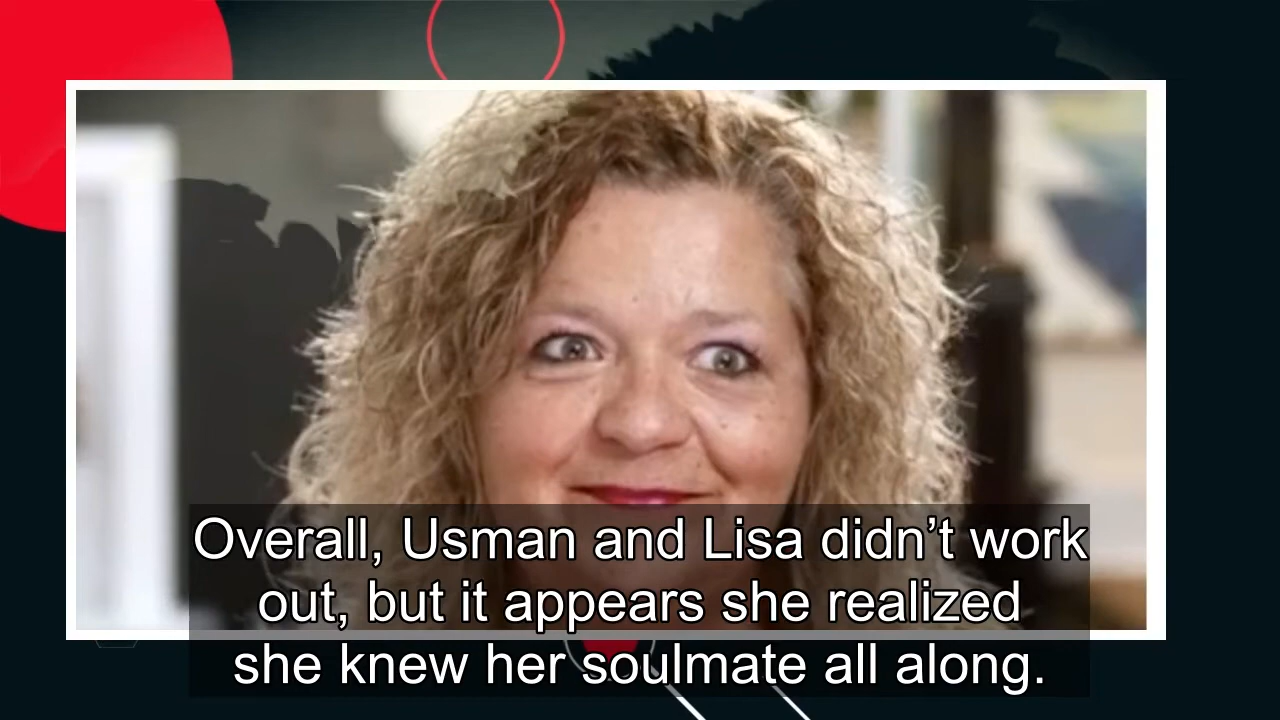 Overall, Usman and Lisa didn’t work
out, but it appears she realized
she knew her soulmate all along.